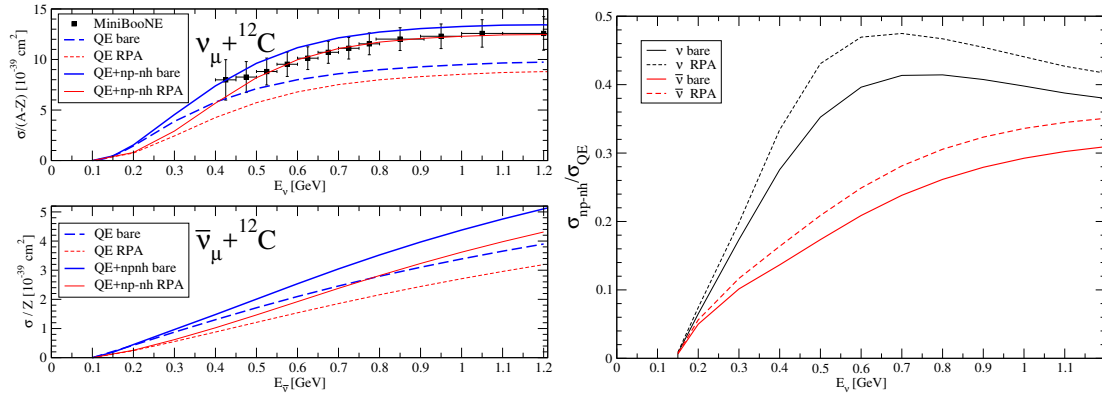 15
10
5
0
σ/(A-Z) [10⁻³⁹ cm²]
MiniBooNE
QE bare
QE RPA
QE+np-nh bare
QE+np-nh RPA
ν_μ + ¹²C
0 0.1 0.2 0.3 0.4 0.5 0.6 0.7 0.8 0.9 1 1.1 1.2
E_ν [GeV]
5
4
3
2
1
0
σ / Z [10⁻³⁹ cm²]
QE bare
QE RPA
QE+npnh bare
QE+np-nh RPA
ν̄_μ + ¹²C
0 0.1 0.2 0.3 0.4 0.5 0.6 0.7 0.8 0.9 1 1.1 1.2
E_ν̄ [GeV]
0.5
0.4
0.3
0.2
0.1
0
σ_np-nh/σ_QE
ν bare
ν RPA
ν̄ bare
ν̄ RPA
0 0.1 0.2 0.3 0.4 0.5 0.6 0.7 0.8 0.9 1 1.1
E_ν [GeV]